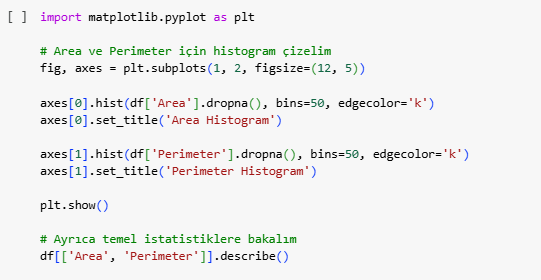 [ ] import matplotlib.pyplot as plt
# Area ve Perimeter için histogram çizelim
fig, axes = plt.subplots(1, 2, figsize=(12, 5))
axes[0].hist(df['Area'].dropna(), bins=50, edgecolor='k')
axes[0].set_title('Area Histogram')
axes[1].hist(df['Perimeter'].dropna(), bins=50, edgecolor='k')
axes[1].set_title('Perimeter Histogram')
plt.show()
# Ayrıca temel istatistiklere bakalım
df[['Area', 'Perimeter']].describe()